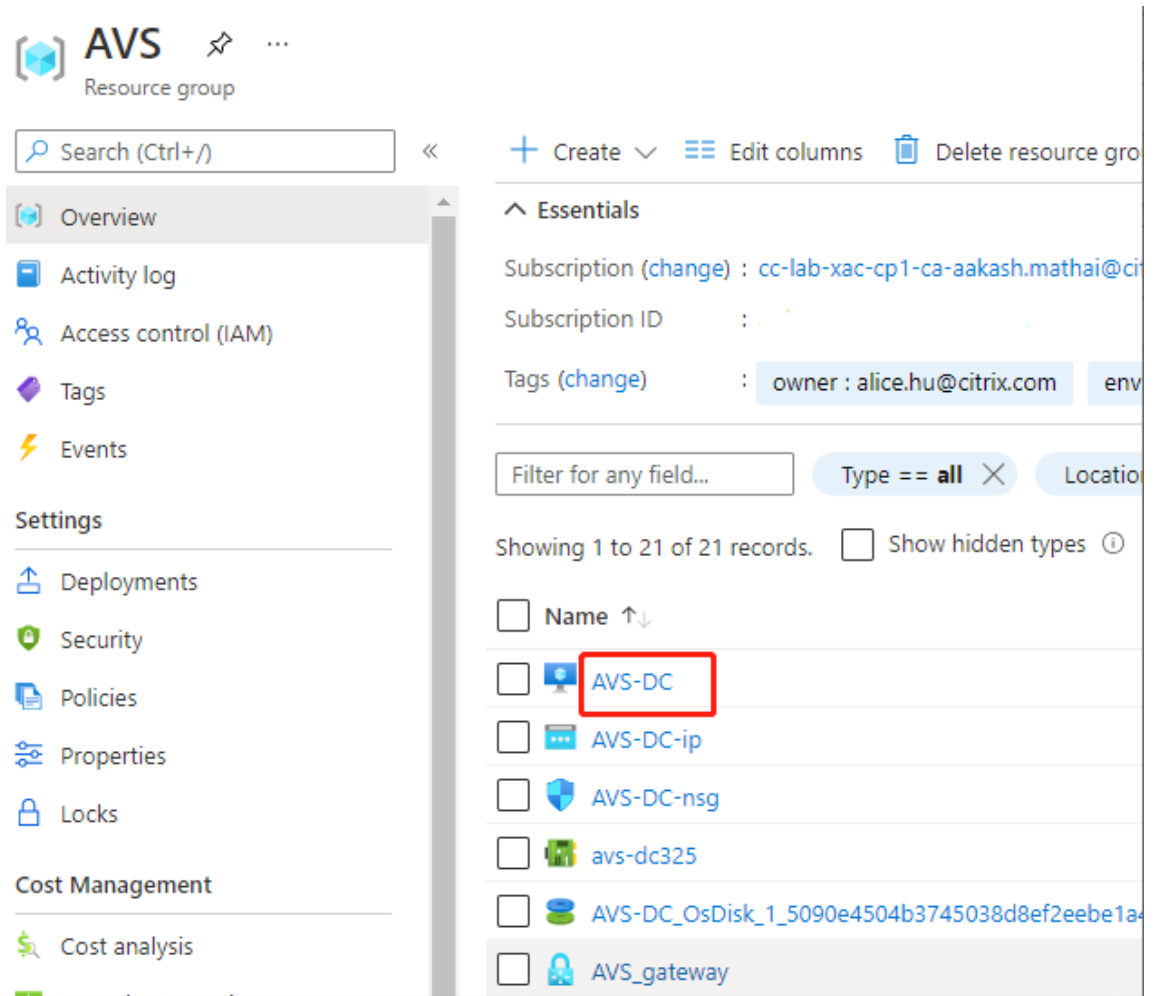 AVS
Resource group
Search (Ctrl+/)
Overview
Activity log
Access control (IAM)
Tags
Events
Settings
Deployments
Security
Policies
Properties
Locks
Cost Management
Cost analysis
Create
Edit columns
Delete resource gro
Essentials
Subscription (change) : cc-lab-xac-cp1-ca-aakash.mathai@cit
Subscription ID :
Tags (change) : owner : alice.hu@citrix.com env
Filter for any field... Type == all Location
Showing 1 to 21 of 21 records. Show hidden types
Name ↑↓
AVS-DC
AVS-DC-ip
AVS-DC-nsg
avs-dc325
AVS-DC_OsDisk_1_5090e4504b3745038d8ef2eebe1a4
AVS_gateway